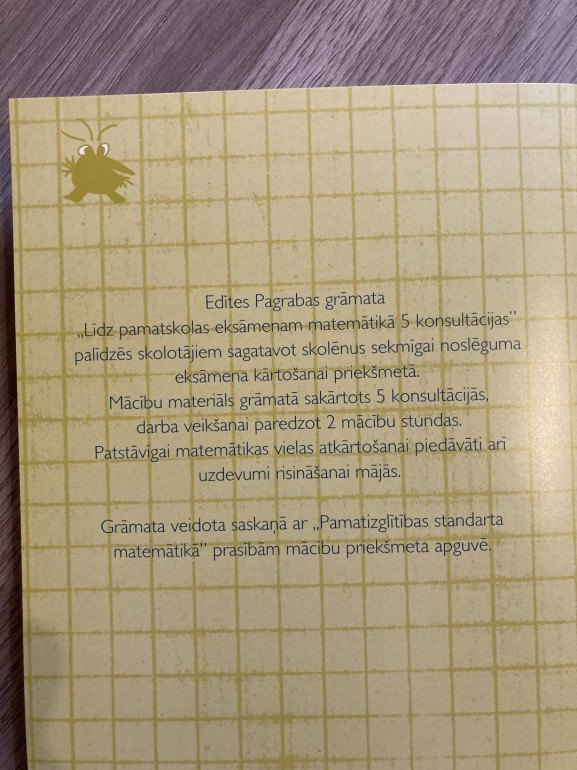 Edītes Pagrabas grāmata
„Līdz pamatskolas eksāmenam matemātikā 5 konsultācijas"
palīdzēs skolotājiem sagatavot skolēnus sekmīgai noslēguma
eksāmena kārtošanai priekšmetā.
Mācību materiāls grāmatā sakārtots 5 konsultācijās,
darba veikšanai paredzot 2 mācību stundas.
Patstāvīgai matemātikas vielas atkārtošanai piedāvāti arī
uzdevumi risināšanai mājās.
Grāmata veidota saskaņā ar „Pamatizglītības standarta
matemātikā" prasībām mācību priekšmeta apguvē.